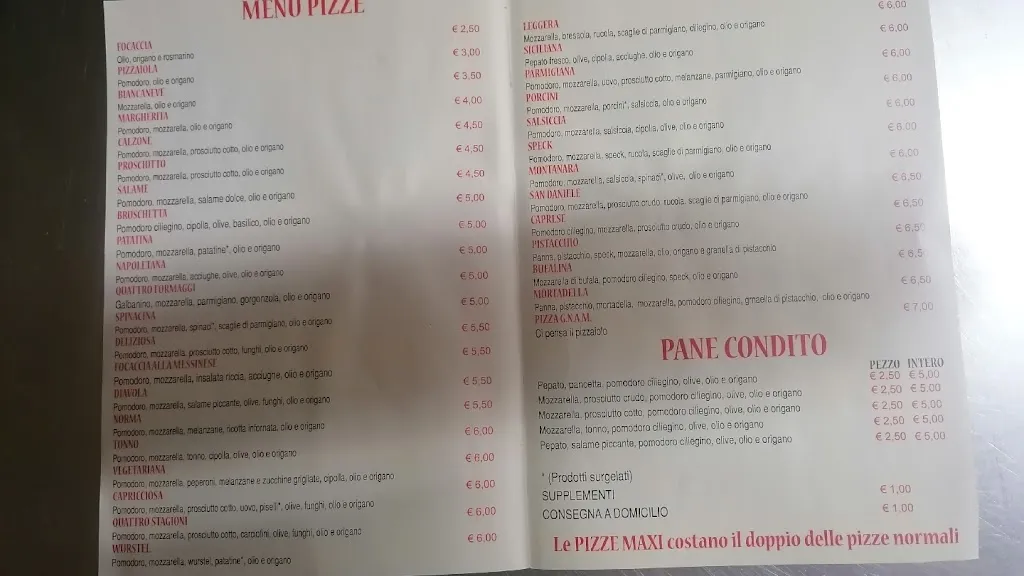 MENÙ PIZZE
€ 2,50
FOCACCIA
Olio, origano e rosmarino
€ 3,00
PIZZAIOLA
Pomodoro, olio e origano
€ 3,50
BIANCANEVE
Mozzarella, olio e origano
€ 4,00
MARGHERITA
Pomodoro, mozzarella, olio e origano
€ 4,50
CALZONE
Pomodoro, mozzarella, prosciutto cotto, olio e origano
€ 4,50
PROSCIUTTO
Pomodoro, mozzarella, prosciutto cotto, olio e origano
€ 4,50
SALAME
Pomodoro, mozzarella, salame dolce, olio e origano
€ 5,00
BROSCHETTA
Pomodoro ciliegino, cipolla, olive, basilico, olio e origano
€ 5,00
PATATINA
Pomodoro, mozzarella, patatine*, olio e origano
€ 5,00
NAPOLETANA
Pomodoro, mozzarella, acciughe, olive, olio e origano
€ 5,00
QUATTRO FORMAGGI
Galbanino, mozzarella, parmigiano, gorgonzola, olio e origano
€ 5,00
SPINACINA
Pomodoro, mozzarella, spinaci*, scaglie di parmigiano, olio e origano
€ 5,50
DELIZIOSA
Pomodoro, mozzarella, prosciutto cotto, funghi, olio e origano
€ 5,50
FOCACCIA ALLA MESSINESE
Pomodoro, mozzarella, insalata riccia, acciughe, olio e origano
€ 5,50
DIAVOLA
Pomodoro, mozzarella, salame piccante, olive, funghi, olio e origano
€ 5,50
NORMA
Pomodoro, mozzarella, melanzane, ricotta infornata, olio e origano
€ 6,00
TONNO
Pomodoro, mozzarella, tonno, cipolla, olive, olio e origano
€ 6,00
VEGETARIANA
Pomodoro, mozzarella, peperoni, melanzane e zucchine grigliate, cipolla, olio e origano
€ 6,00
CAPRICCIOSA
Pomodoro, mozzarella, prosciutto cotto, uovo, piselli*, olive, funghi, olio e origano
€ 6,00
QUATTRO STAGIONI
Pomodoro, mozzarella, prosciutto cotto, carciofini, olive, funghi, olio e origano
€ 6,00
WURSTEL
Pomodoro, mozzarella, wurstel, patatine*, olio e origano
€ 6,00
LEGGERA
Mozzarella, bresaola, rucola, scaglie di parmigiano, ciliegino, olio e origano
€ 6,00
SICILIANA
Pepato fresco, olive, cipolla, acciughe, olio e origano
€ 6,00
PARMIGIANA
Pomodoro, mozzarella, uovo, prosciutto cotto, melanzane, parmigiano, olio e origano
€ 6,00
PORCINI
Pomodoro, mozzarella, porcini*, salsiccia, olio e origano
€ 6,00
SALSICCIA
Pomodoro, mozzarella, salsiccia, cipolla, olive, olio e origano
€ 6,00
SPECK
Pomodoro, mozzarella, speck, rucola, scaglie di parmigiano, olio e origano
€ 6,00
MONTANARA
Pomodoro, mozzarella, salsiccia, spinaci*, olive, olio e origano
€ 6,50
SAN DANIELE
Pomodoro, mozzarella, prosciutto crudo, rucola, scaglie di parmigiano, olio e origano
€ 6,50
CAPRESE
Pomodoro ciliegino, mozzarella, prosciutto crudo, olio e origano
€ 6,50
PISTACCHIO
Panna, pistacchio, speck, mozzarella, olio, origano e granella di pistacchio
€ 6,50
BUFALINA
Mozzarella di bufala, pomodoro ciliegino, speck, olio e origano
€ 6,50
MORTADELLA
Panna, pistacchio, mortadella, mozzarella, pomodoro ciliegino, granella di pistacchio, olio e origano
€ 7,00
PIZZA G.N.A.M.
Ci pensa il pizzaiolo
PANE CONDITO
PEZZO INTERO
Pepato, pancetta, pomodoro ciliegino, olive, olio e origano € 2,50 € 5,00
Mozzarella, prosciutto crudo, pomodoro ciliegino, olive, olio e origano € 2,50 € 5,00
Mozzarella, prosciutto cotto, pomodoro ciliegino, olive, olio e origano € 2,50 € 5,00
Mozzarella, tonno, pomodoro ciliegino, olive, olio e origano € 2,50 € 5,00
Pepato, salame piccante, pomodoro ciliegino, olive, olio e origano € 2,50 € 5,00
* (Prodotti surgelati)
SUPPLEMENTI € 1,00
CONSEGNA A DOMICILIO € 1,00
Le PIZZE MAXI costano il doppio delle pizze normali